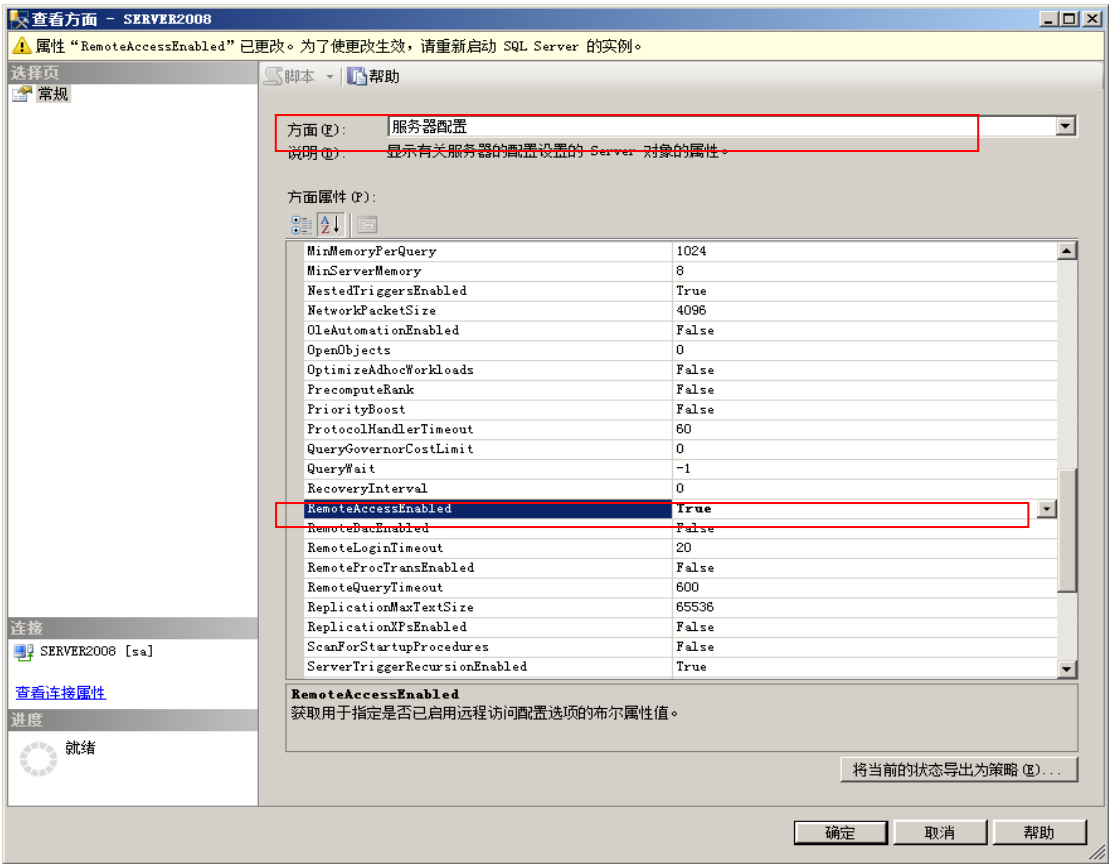 查看方面 - SERVER2008
属性“RemoteAccessEnabled”已更改。为了使更改生效，请重新启动 SQL Server 的实例。
选择页
常规
脚本 帮助
方面(F): 服务器配置
说明(D): 显示有关服务器的配置设置的 Server 对象的属性。
方面属性(P):
MinMemoryPerQuery 1024
MinServerMemory 8
NestedTriggersEnabled True
NetworkPacketSize 4096
OleAutomationEnabled False
OpenObjects 0
OptimizeAdhocWorkloads False
PrecomputeRank False
PriorityBoost False
ProtocolHandlerTimeout 60
QueryGovernorCostLimit 0
QueryWait -1
RecoveryInterval 0
RemoteAccessEnabled True
RemoteDacEnabled False
RemoteLoginTimeout 20
RemoteProcTransEnabled False
RemoteQueryTimeout 600
ReplicationMaxTextSize 65536
ReplicationXPsEnabled False
ScanForStartupProcedures False
ServerTriggerRecursionEnabled True
连接
SERVER2008 [sa]
查看连接属性
进度
就绪
RemoteAccessEnabled
获取用于指定是否已启用远程访问配置选项的布尔属性值。
将当前的状态导出为策略(E)...
确定 取消 帮助